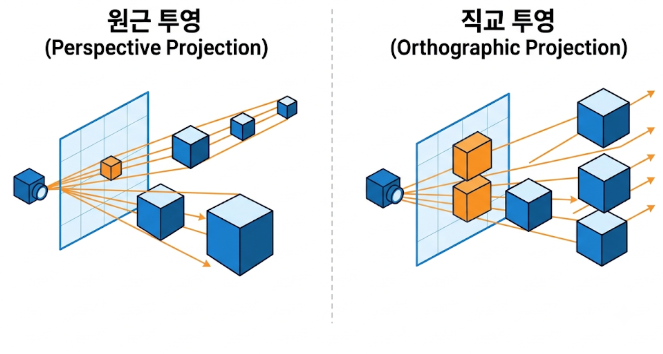 원근 투영
(Perspective Projection)
직교 투영
(Orthographic Projection)